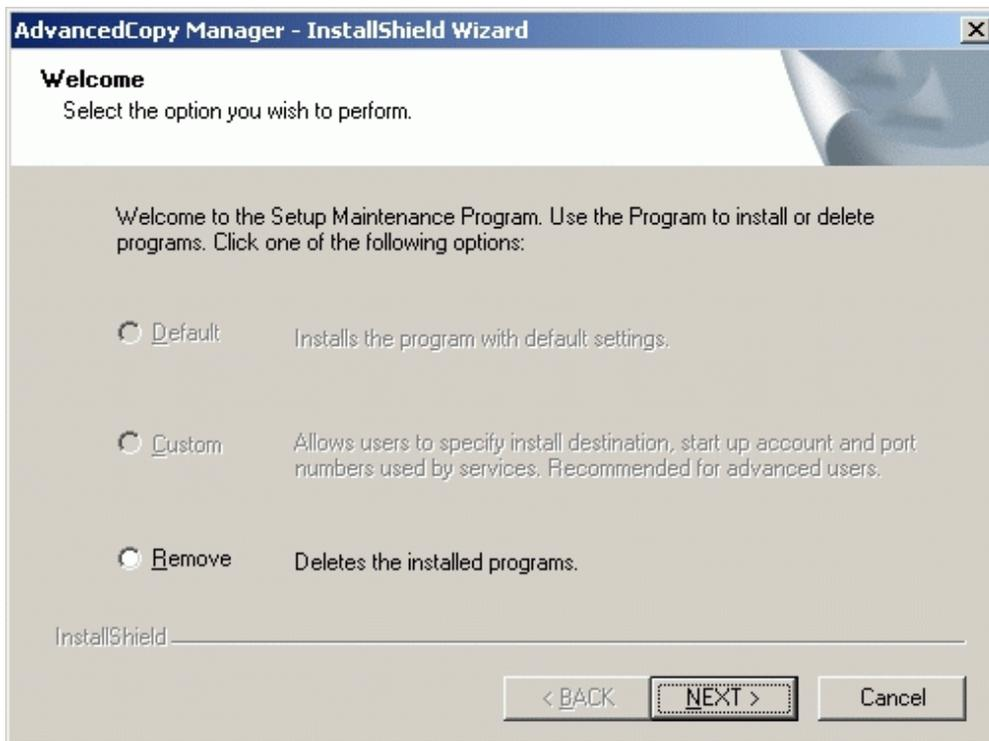 AdvancedCopy Manager - InstallShield Wizard
Welcome
Select the option you wish to perform.
Welcome to the Setup Maintenance Program. Use the Program to install or delete
programs. Click one of the following options:
Default
Installs the program with default settings.
Custom
Allows users to specify install destination, start up account and port
numbers used by services. Recommended for advanced users.
Remove
Deletes the installed programs.
InstallShield
< BACK
NEXT >
Cancel